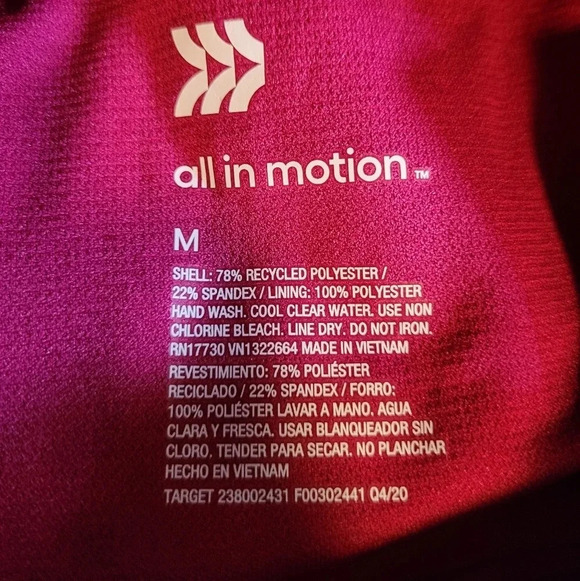 all in motion™
M
SHELL: 78% RECYCLED POLYESTER /
22% SPANDEX / LINING: 100% POLYESTER
HAND WASH. COOL CLEAR WATER. USE NON
CHLORINE BLEACH. LINE DRY. DO NOT IRON.
RN17730 VN1322664 MADE IN VIETNAM
REVESTIMIENTO: 78% POLIÉSTER
RECICLADO / 22% SPANDEX / FORRO:
100% POLIÉSTER LAVAR A MANO. AGUA
CLARA Y FRESCA. USAR BLANQUEADOR SIN
CLORO. TENDER PARA SECAR. NO PLANCHAR
HECHO EN VIETNAM
TARGET 238002431 F00302441 Q4/20